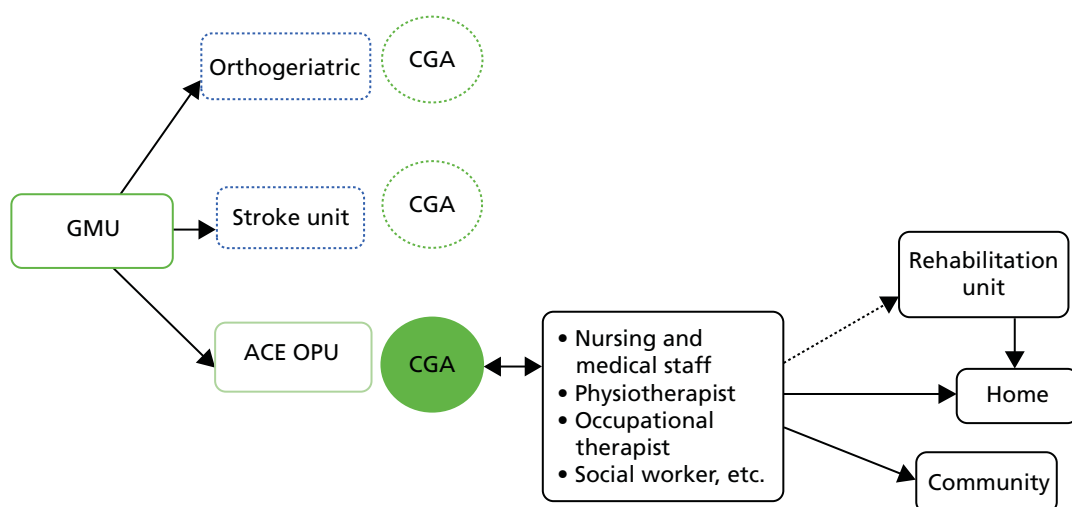 Orthogeriatric
CGA
GMU
Stroke unit
CGA
ACE OPU
CGA
• Nursing and
medical staff
• Physiotherapist
• Occupational
therapist
• Social worker, etc.
Rehabilitation
unit
Home
Community